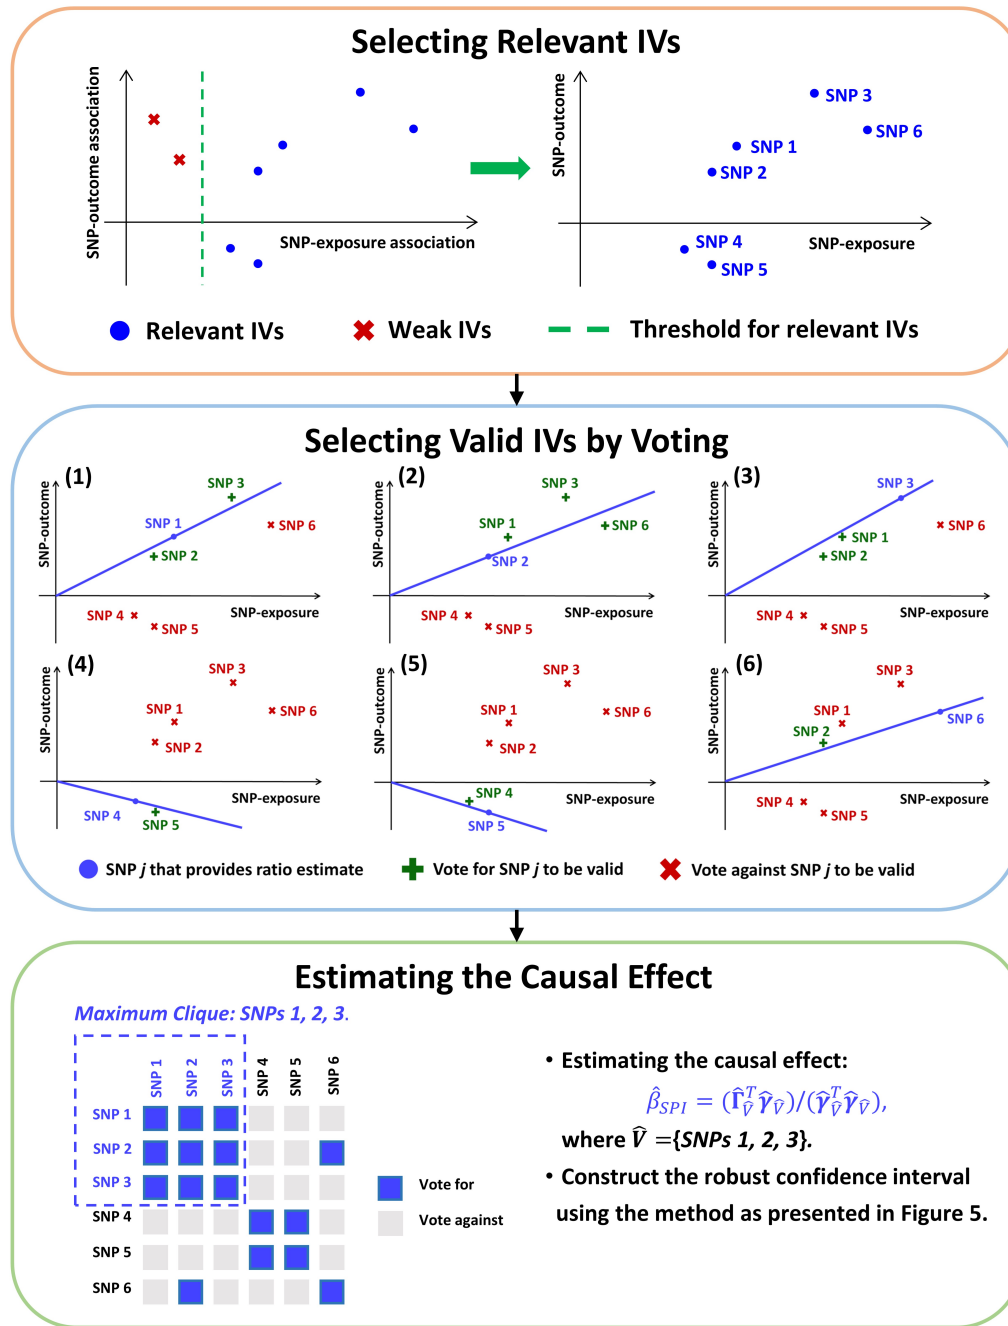 Selecting Relevant IVs
SNP-outcome association
SNP-exposure association
SNP-outcome
SNP 3
SNP 6
SNP 1
SNP 2
SNP 4
SNP 5
SNP-exposure
Relevant IVs
Weak IVs
Threshold for relevant IVs
Selecting Valid IVs by Voting
(1)
SNP-outcome
SNP 3
SNP 1
SNP 6
SNP 2
SNP 4
SNP 5
SNP-exposure
(2)
SNP-outcome
SNP 3
SNP 1
SNP 6
SNP 2
SNP 4
SNP 5
SNP-exposure
(3)
SNP-outcome
SNP 3
SNP 6
SNP 1
SNP 2
SNP 4
SNP 5
SNP-exposure
(4)
SNP-outcome
SNP 3
SNP 1
SNP 6
SNP 2
SNP-exposure
SNP 4
SNP 5
(5)
SNP-outcome
SNP 3
SNP 1
SNP 6
SNP 2
SNP-exposure
SNP 4
SNP 5
(6)
SNP-outcome
SNP 3
SNP 1
SNP 6
SNP 2
SNP-exposure
SNP 4
SNP 5
SNP j that provides ratio estimate
Vote for SNP j to be valid
Vote against SNP j to be valid
Estimating the Causal Effect
Maximum Clique: SNPs 1, 2, 3.
SNP 1
SNP 2
SNP 3
SNP 4
SNP 5
SNP 6
SNP 1
SNP 2
SNP 3
SNP 4
SNP 5
SNP 6
Vote for
Vote against
• Estimating the causal effect:
β̂_SPI = (Γ̂_V̂^T γ̂_V̂)/(γ̂_V̂^T γ̂_V̂),
where V̂ ={SNPs 1, 2, 3}.
• Construct the robust confidence interval
using the method as presented in Figure 5.